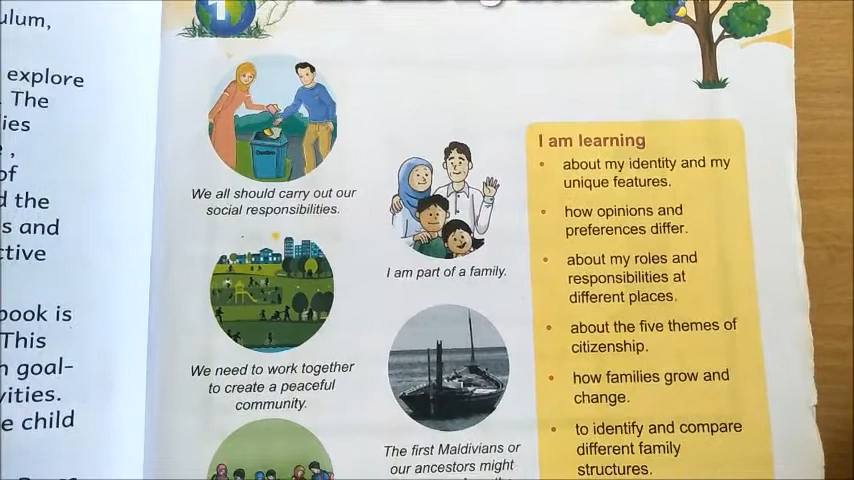 ulum,
explore
. The
ies
,
of
d the
s and
ctive
book is
This
n goal-
vities.
e child
1
We all should carry out our
social responsibilities.
Dustbin
We need to work together
to create a peaceful
community.
I am part of a family.
The first Maldivians or
our ancestors might
I am learning
• about my identity and my
unique features.
• how opinions and
preferences differ.
• about my roles and
responsibilities at
different places.
• about the five themes of
citizenship.
• how families grow and
change.
• to identify and compare
different family
structures.